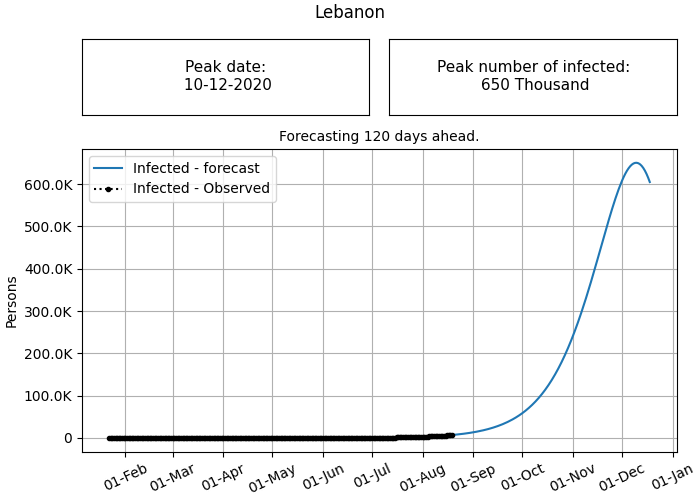 Lebanon
Peak date:
10-12-2020
Peak number of infected:
650 Thousand
Forecasting 120 days ahead.
Infected - forecast
Infected - Observed
Persons
600.0K
500.0K
400.0K
300.0K
200.0K
100.0K
0
01-Feb
01-Mar
01-Apr
01-May
01-Jun
01-Jul
01-Aug
01-Sep
01-Oct
01-Nov
01-Dec
01-Jan